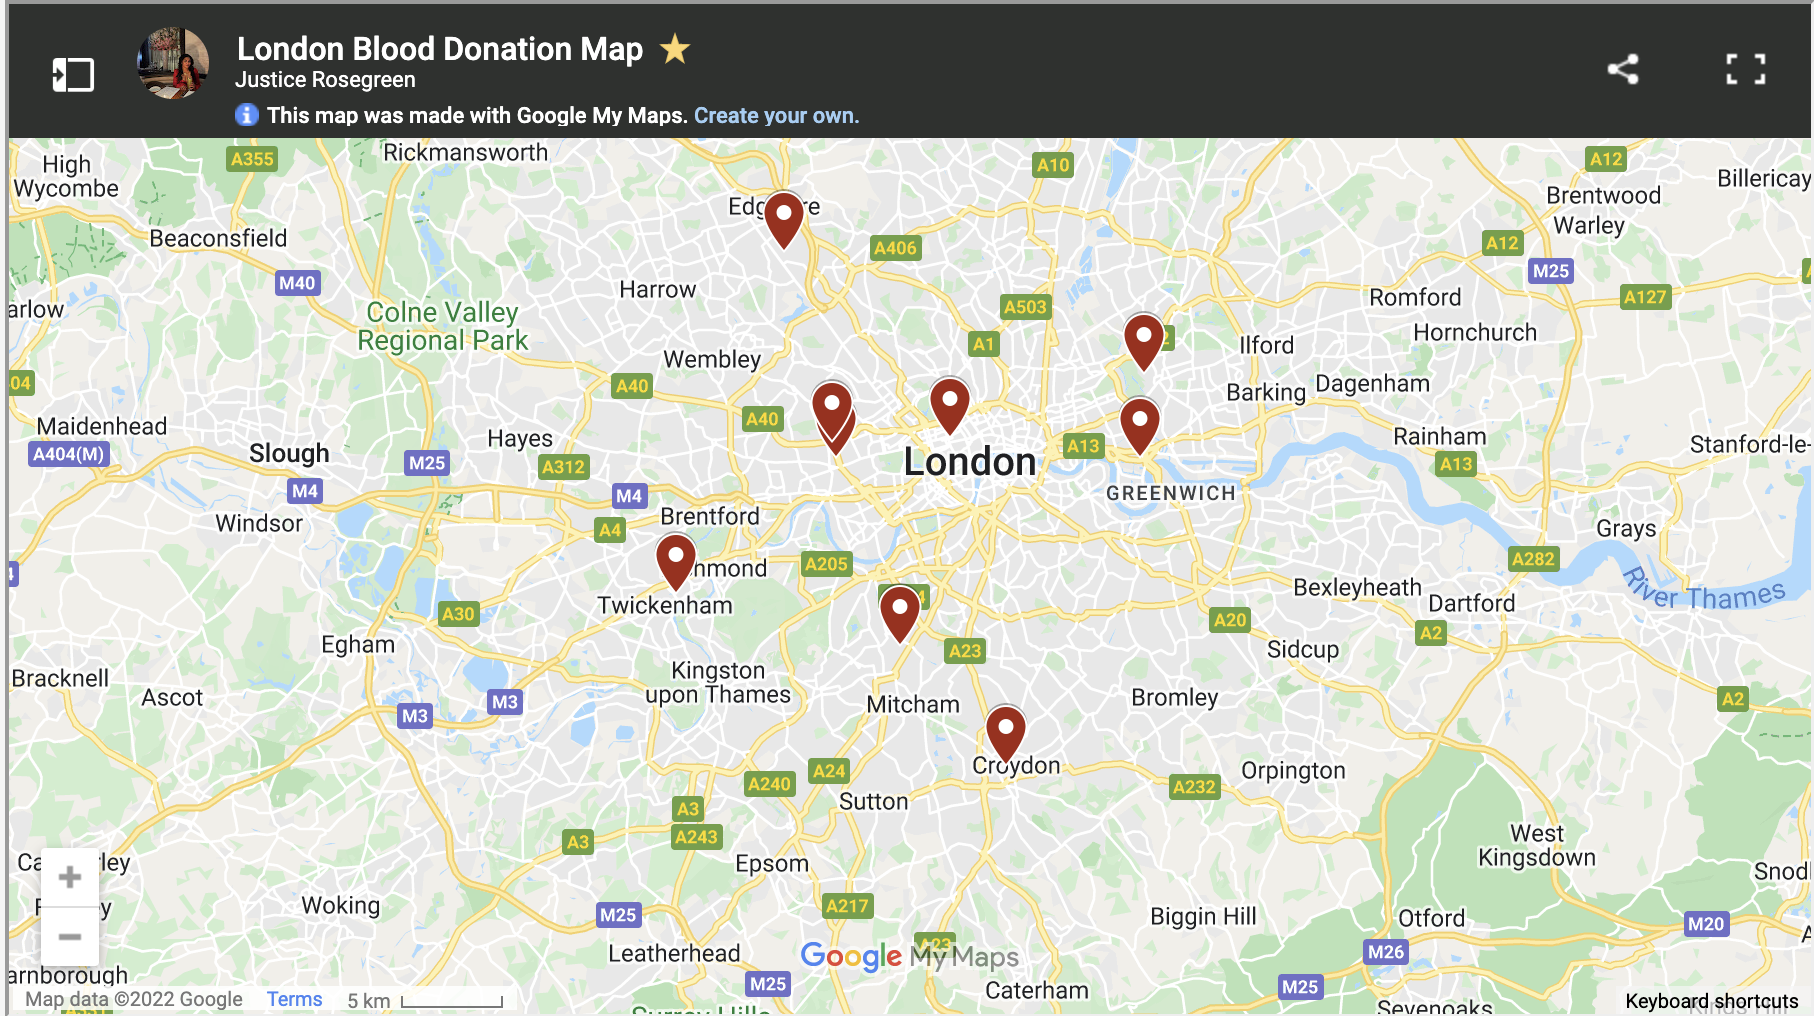 London Blood Donation Map
Justice Rosegreen
This map was made with Google My Maps. Create your own.
High
Wycombe
A355
Rickmansworth
A10
A12
Billericay
Brentwood
Warley
Beaconsfield
A406
A12
M25
M40
A127
arlow
Harrow
Romford
Colne Valley
Regional Park
A503
Hornchurch
A1
Ilford
Wembley
04
A40
Barking
Dagenham
Maidenhead
A40
A404(M)
Slough
M25
Hayes
A312
London
A13
Rainham
A13
Stanford-le-
M4
M4
GREENWICH
Windsor
A4
Brentford
Grays
A205
A282
nmond
Twickenham
Bexleyheath
Dartford
River Thames
A30
A20
A2
Egham
A23
Sidcup
Bracknell
Ascot
Kingston
upon Thames
M3
M3
Mitcham
Bromley
A2
Croydon
A24
A240
A232
Orpington
A3
Sutton
A3
A243
Epsom
West
Kingsdown
Snodl
Woking
A217
M25
Biggin Hill
Otford
M20
Leatherhead
A23
M26
arnborough
M25
Caterham
M25
Sevenoaks
Surrey Hills
Google My Maps
Map data ©2022 Google
Terms
5 km
Keyboard shortcuts